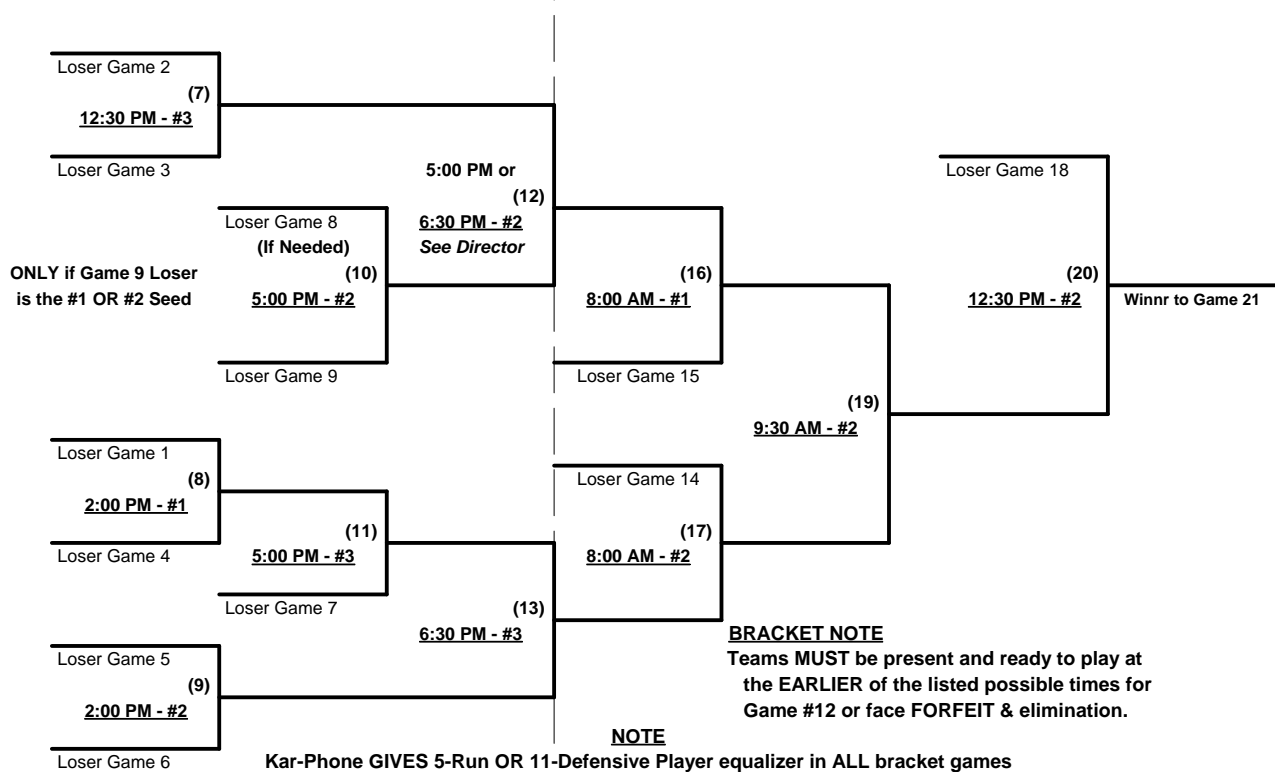 Loser Game 2
(7)
12:30 PM - #3
Loser Game 3
5:00 PM or
(12)
6:30 PM - #2
See Director
Loser Game 18
Loser Game 8
(If Needed)
(10)
5:00 PM - #2
Loser Game 9
ONLY if Game 9 Loser
is the #1 OR #2 Seed
(16)
8:00 AM - #1
Loser Game 15
(20)
12:30 PM - #2
Winnr to Game 21
(19)
9:30 AM - #2
Loser Game 1
(8)
2:00 PM - #1
Loser Game 4
(11)
5:00 PM - #3
Loser Game 7
Loser Game 14
(17)
8:00 AM - #2
(13)
6:30 PM - #3
Loser Game 5
(9)
2:00 PM - #2
Loser Game 6
BRACKET NOTE
Teams MUST be present and ready to play at
the EARLIER of the listed possible times for
Game #12 or face FORFEIT & elimination.
NOTE
Kar-Phone GIVES 5-Run OR 11-Defensive Player equalizer in ALL bracket games